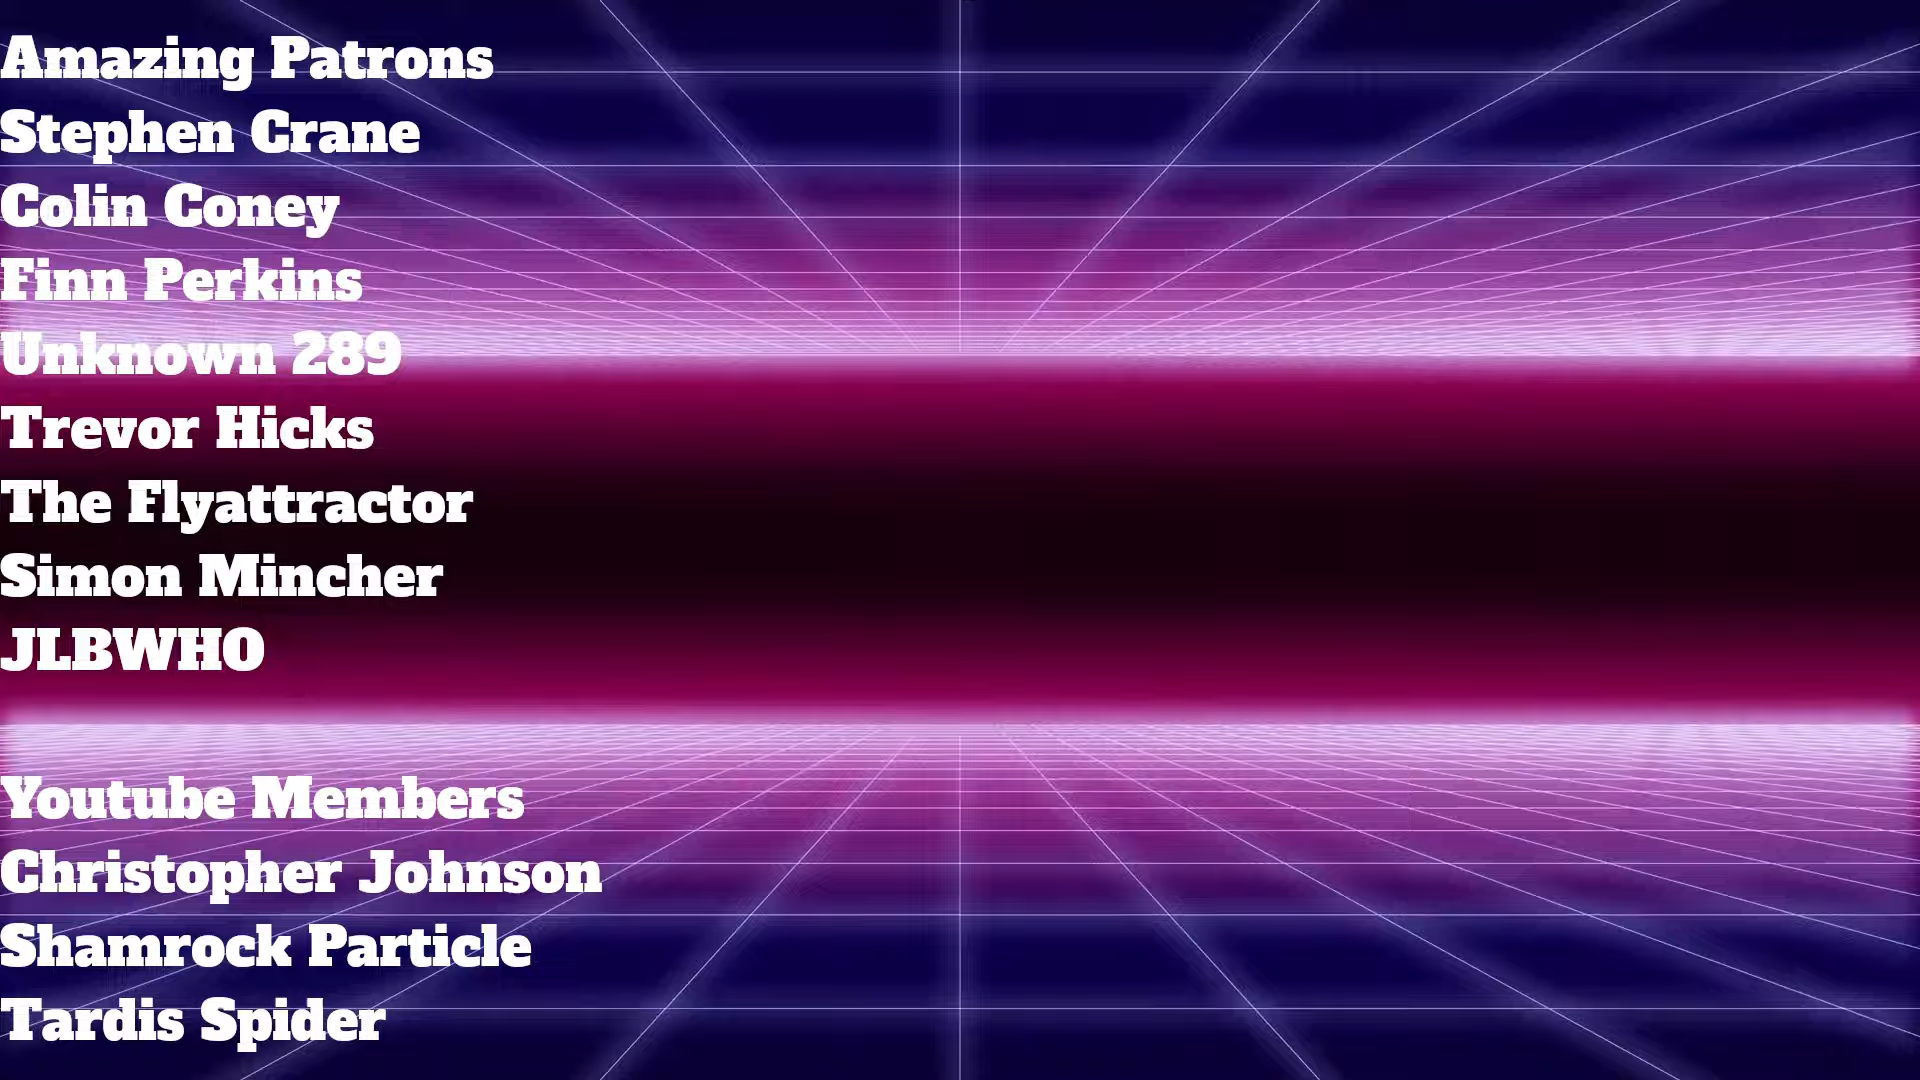 Amazing Patrons
Stephen Crane
Colin Coney
Finn Perkins
Unknown 289
Trevor Hicks
The Flyattractor
Simon Mincher
JLBWHO
Youtube Members
Christopher Johnson
Shamrock Particle
Tardis Spider